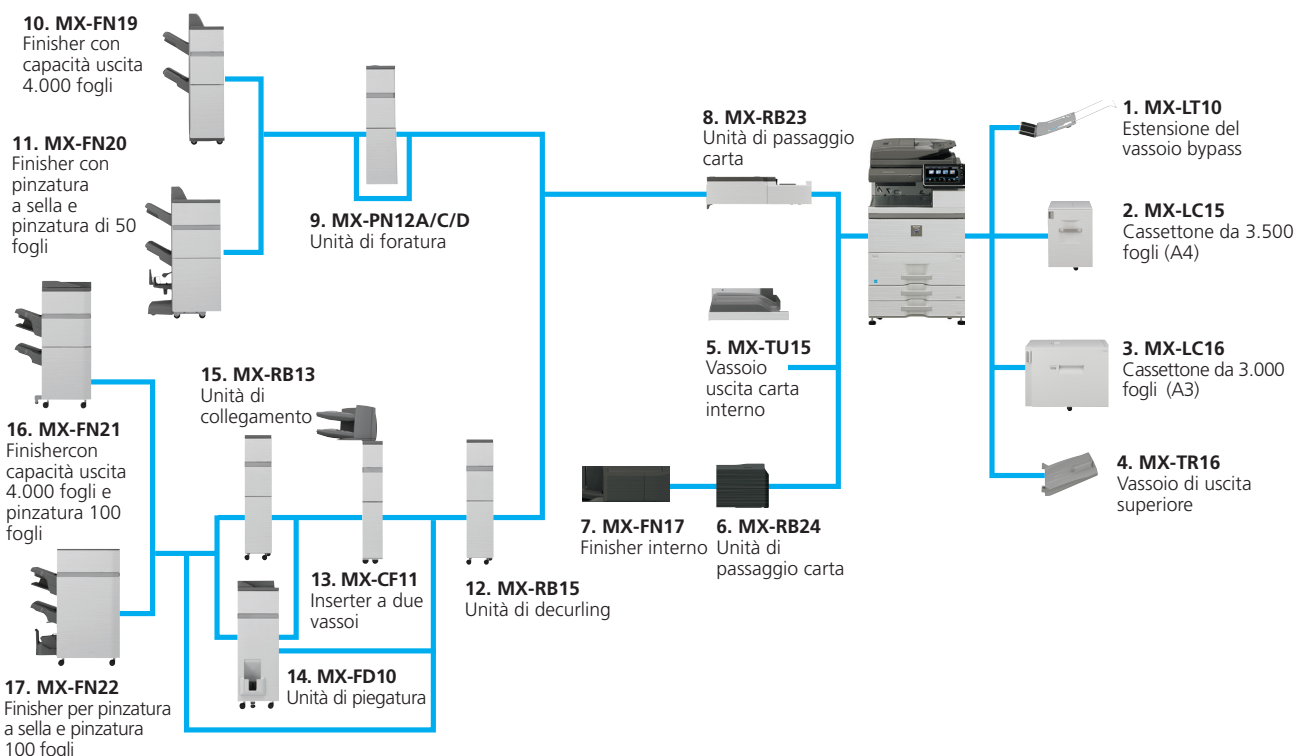 10. MX-FN19
Finisher con
capacità uscita
4.000 fogli
11. MX-FN20
Finisher con
pinzatura
a sella e
pinzatura di 50
fogli
9. MX-PN12A/C/D
Unità di foratura
8. MX-RB23
Unità di passaggio
carta
1. MX-LT10
Estensione del
vassoio bypass
2. MX-LC15
Cassettone da 3.500
fogli (A4)
5. MX-TU15
Vassoio
uscita carta
interno
3. MX-LC16
Cassettone da 3.000
fogli (A3)
15. MX-RB13
Unità di
collegamento
16. MX-FN21
Finishercon
capacità uscita
4.000 fogli e
pinzatura 100
fogli
4. MX-TR16
Vassoio di uscita
superiore
7. MX-FN17
Finisher interno
6. MX-RB24
Unità di
passaggio carta
13. MX-CF11
Inserter a due
vassoi
12. MX-RB15
Unità di decurling
14. MX-FD10
Unità di piegatura
17. MX-FN22
Finisher per pinzatura
a sella e pinzatura
100 fogli